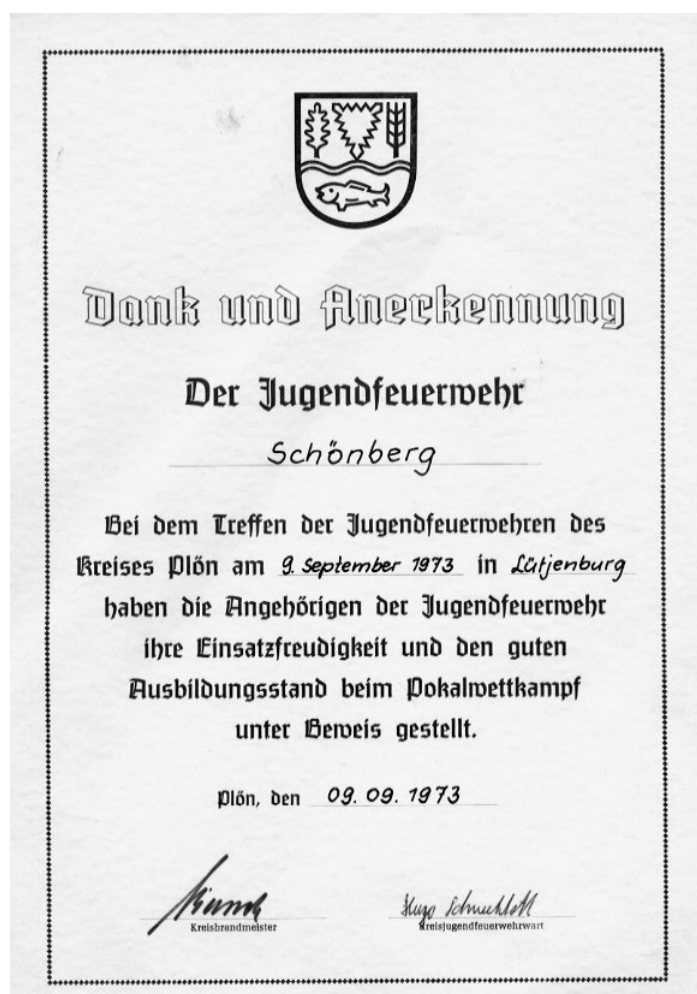 Dank und Anerkennung
Der Jugendfeuerwehr
Schönberg
Bei dem Treffen der Jugendfeuerwehren des
Kreises Plön am 9. September 1973 in Lütjenburg
haben die Angehörigen der Jugendfeuerwehr
ihre Einsatzfreudigkeit und den guten
Ausbildungsstand beim Pokalwettkampf
unter Beweis gestellt.
Plön, den 09. 09. 1973
Hugo
Kreisbrandmeister
Kreisjugendfeuerwehrwart